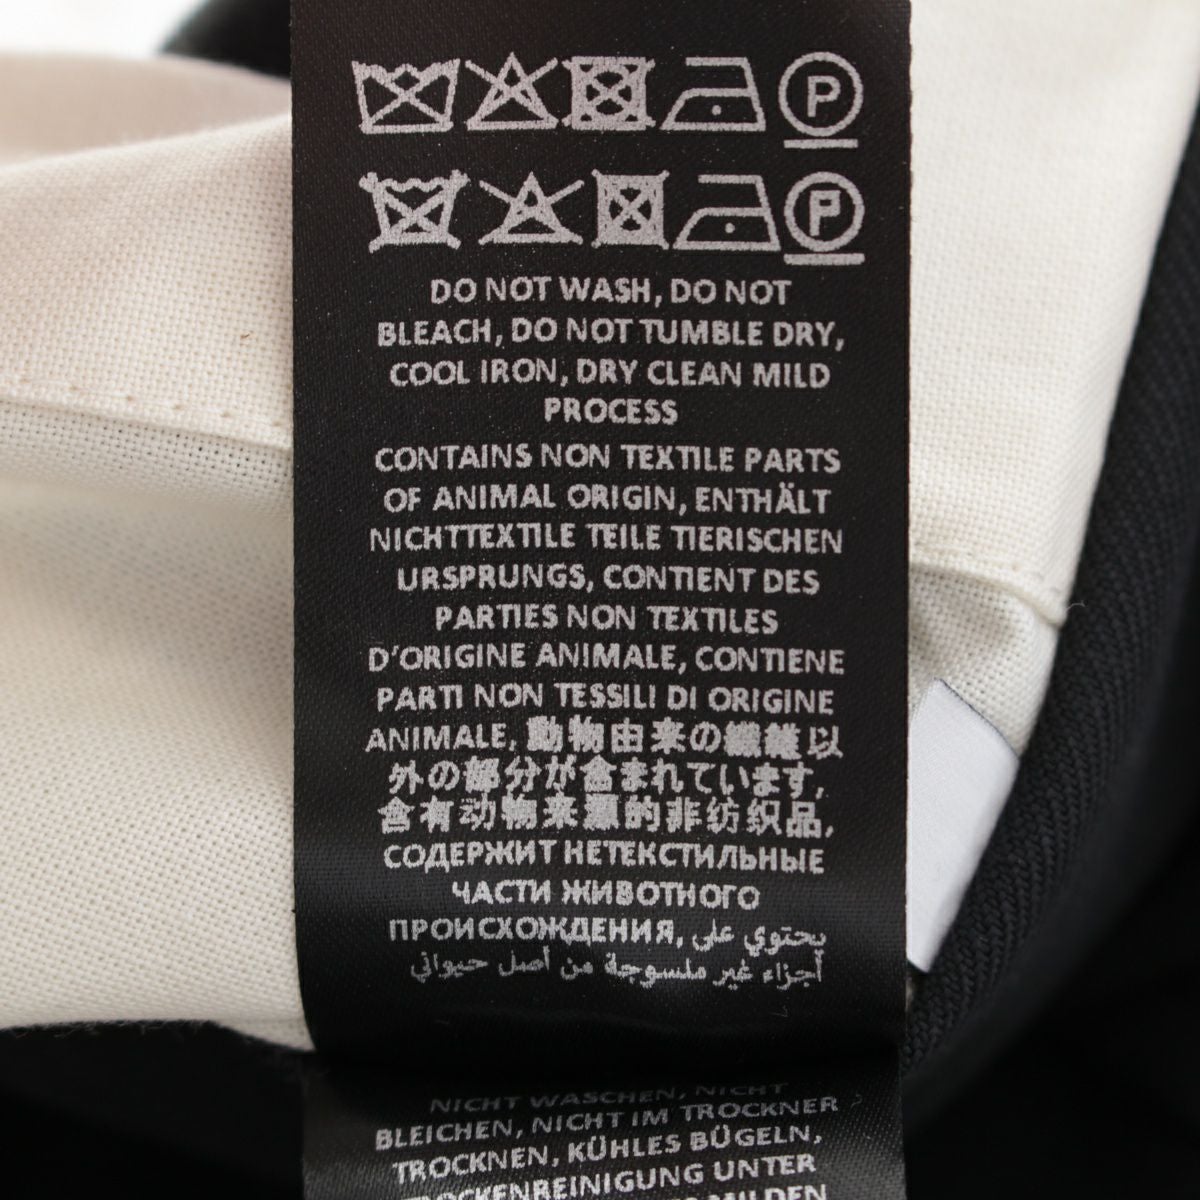 P
P
DO NOT WASH, DO NOT
BLEACH, DO NOT TUMBLE DRY,
COOL IRON, DRY CLEAN MILD
PROCESS
CONTAINS NON TEXTILE PARTS
OF ANIMAL ORIGIN, ENTHÄLT
NICHTTEXTILE TEILE TIERISCHEN
URSPRUNGS, CONTIENT DES
PARTIES NON TEXTILES
D'ORIGINE ANIMALE, CONTIENE
PARTI NON TESSILI DI ORIGINE
ANIMALE, 動物由来の繊維以
外の部分が含まれています,
含有动物来源的非纺织品,
СОДЕРЖИТ НЕТЕКСТИЛЬНЫЕ
ЧАСТИ ЖИВОТНОГО
ПРОИСХОЖДЕНИЯ, يحتوي على
أجزاء غير ملسوجة من أصل حيواني
NICHT WASCHEN, NICHT
BLEICHEN, NICHT IM TROCKNER
TROCKNEN, KÜHLES BÜGELN,
TROCKENREINIGUNG UNTER
MILDEN